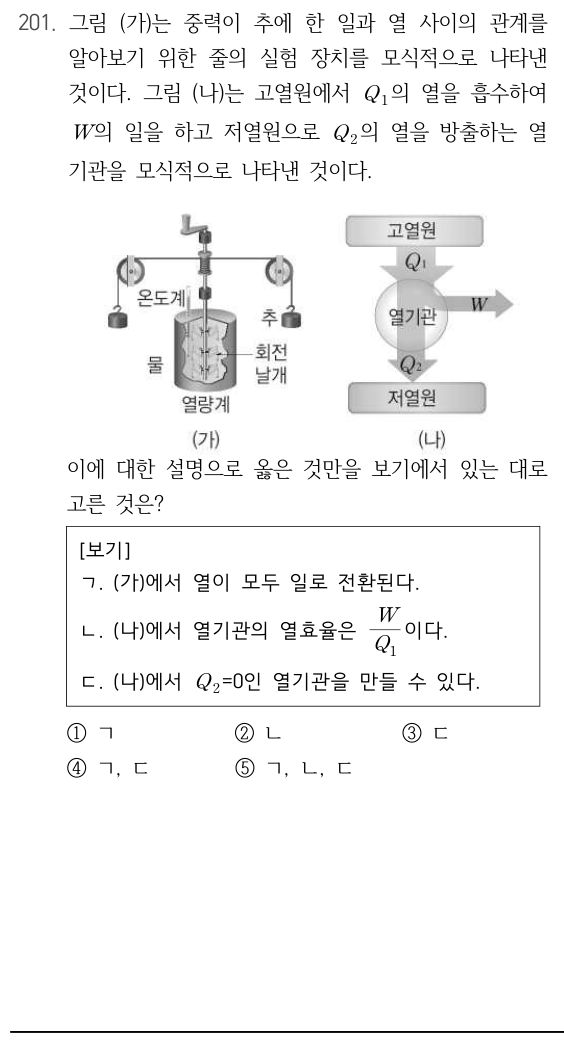 201. 그림 (가)는 중력이 추에 한 일과 열 사이의 관계를
알아보기 위한 줄의 실험 장치를 모식적으로 나타낸
것이다. 그림 (나)는 고열원에서 Q₁의 열을 흡수하여
W의 일을 하고 저열원으로 Q₂의 열을 방출하는 열
기관을 모식적으로 나타낸 것이다.
온도계
추
물
회전
날개
열량계
(가)
고열원
Q₁
열기관
W
Q₂
저열원
(나)
이에 대한 설명으로 옳은 것만을 보기에서 있는 대로
고른 것은?
[보기]
ㄱ. (가)에서 열이 모두 일로 전환된다.
ㄴ. (나)에서 열기관의 열효율은 W/Q₁이다.
ㄷ. (나)에서 Q₂=0인 열기관을 만들 수 있다.
① ㄱ ② ㄴ ③ ㄷ
④ ㄱ, ㄷ ⑤ ㄱ, ㄴ, ㄷ